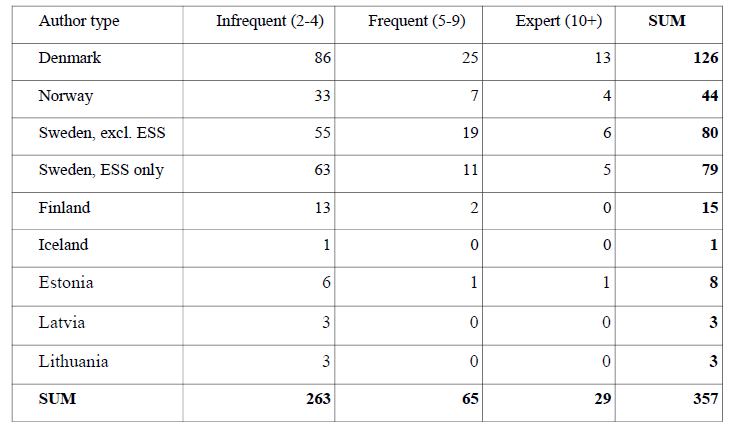 Author type Infrequent (2-4) Frequent (5-9) Expert (10+) SUM
Denmark 86 25 13 126
Norway 33 7 4 44
Sweden, excl. ESS 55 19 6 80
Sweden, ESS only 63 11 5 79
Finland 13 2 0 15
Iceland 1 0 0 1
Estonia 6 1 1 8
Latvia 3 0 0 3
Lithuania 3 0 0 3
SUM 263 65 29 357